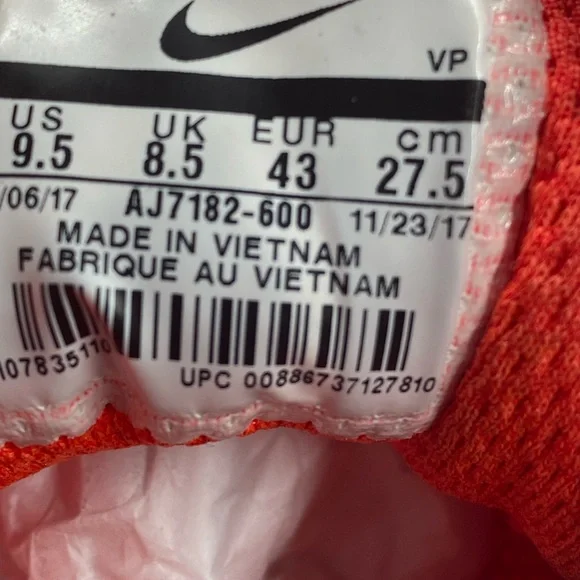 VP
US UK EUR cm
9.5 8.5 43 27.5
/06/17 AJ7182-600 11/23/17
MADE IN VIETNAM
FABRIQUE AU VIETNAM
107835110
UPC 00886737127810